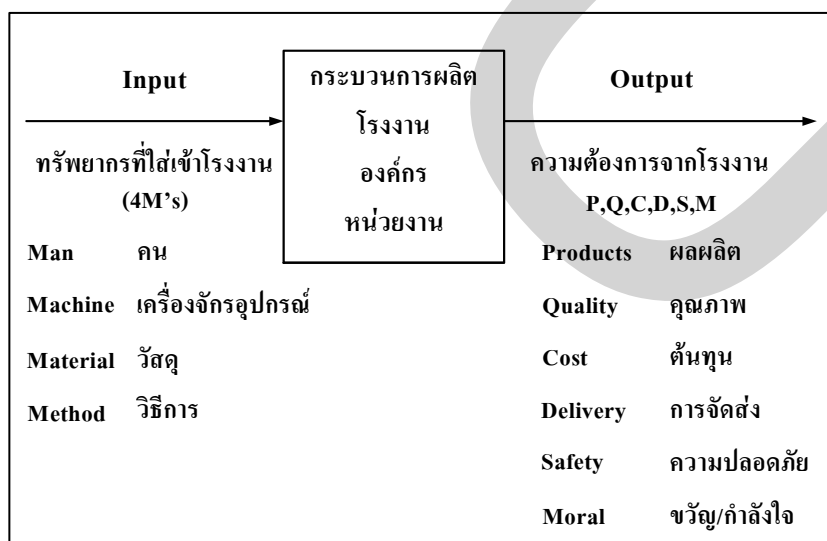 Input
ทรัพยากรที่ใส่เข้าโรงงาน
(4M’s)
Man คน
Machine เครื่องจักรอุปกรณ์
Material วัสดุ
Method วิธีการ
กระบวนการผลิต
โรงงาน
องค์กร
หน่วยงาน
Output
ความต้องการจากโรงงาน
P,Q,C,D,S,M
Products ผลผลิต
Quality คุณภาพ
Cost ต้นทุน
Delivery การจัดส่ง
Safety ความปลอดภัย
Moral ขวัญ/กำลังใจ